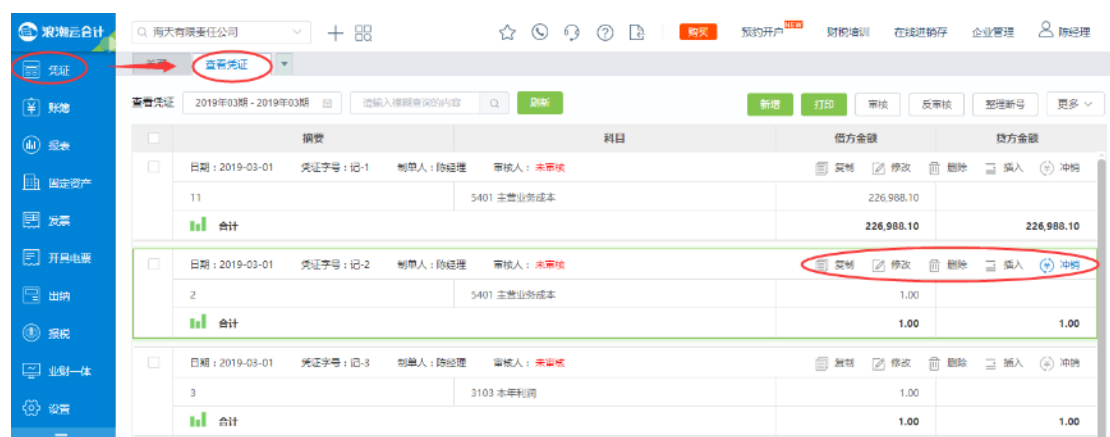 浪潮云会计
海天有限责任公司
购买
预约开户
NEW
财税培训
在线进销存
企业管理
陈经理
凭证
查看凭证
查看凭证
2019年03期 - 2019年03期
请输入模糊查询的内容
刷新
新增
打印
审核
反审核
整理断号
更多
账簿
摘要
科目
借方金额
贷方金额
报表
日期：2019-03-01 凭证字号：记-1 制单人：陈经理 审核人：未审核 复制 修改 删除 插入 冲销
固定资产
11 5401 主营业务成本 226,988.10
发票
合计 226,988.10 226,988.10
开具电票
日期：2019-03-01 凭证字号：记-2 制单人：陈经理 审核人：未审核 复制 修改 删除 插入 冲销
出纳
2 5401 主营业务成本 1.00
合计 1.00 1.00
报税
日期：2019-03-01 凭证字号：记-3 制单人：陈经理 审核人：未审核 复制 修改 删除 插入 冲销
业财一体
3 3103 本年利润 1.00
设置
合计 1.00 1.00